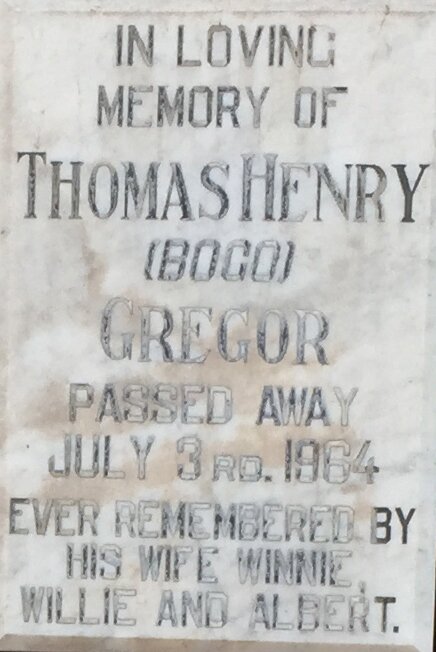 IN LOVING
MEMORY OF
THOMAS HENRY
(BOGO)
GREGOR
PASSED AWAY
JULY 3RD. 1964
EVER REMEMBERED BY
HIS WIFE WINNIE,
WILLIE AND ALBERT.